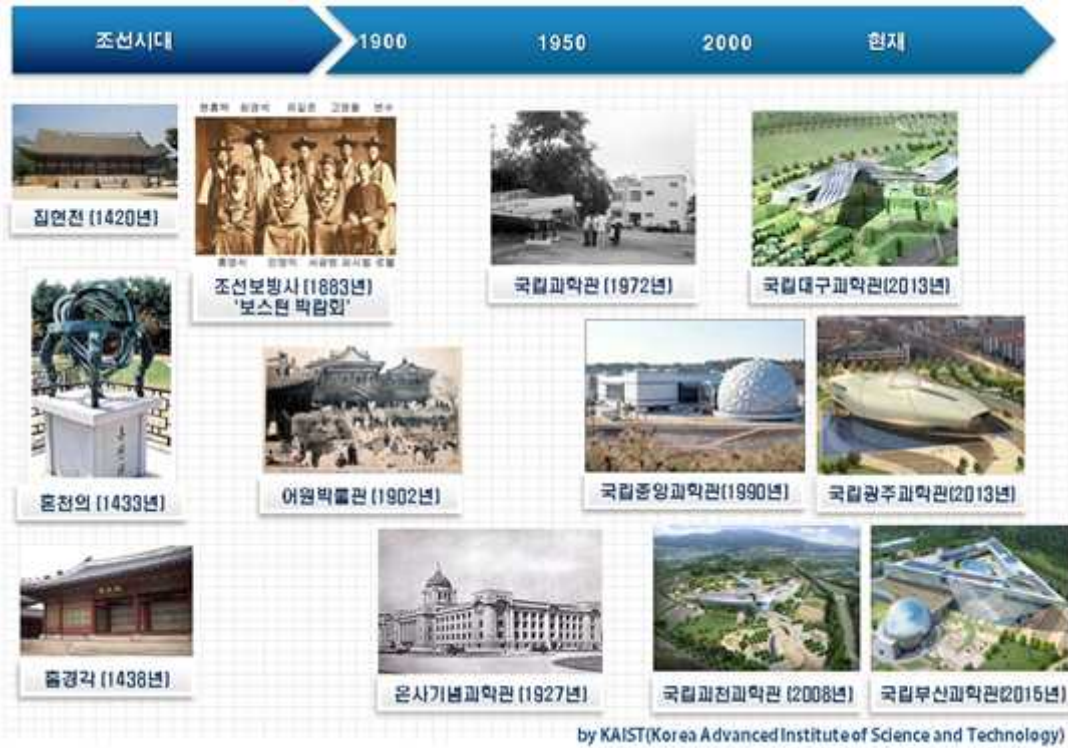 조선시대 1900 1950 2000 현재
집현전 (1420년)
조선보빙사 (1883년)
'보스턴 박람회'
국립과학관 (1972년)
국립대구과학관(2013년)
혼천의 (1433년)
어원박물관 (1902년)
국립중앙과학관(1990년)
국립광주과학관(2013년)
흠경각 (1438년)
은사기념과학관 (1927년)
국립과천과학관 (2008년)
국립부산과학관(2015년)
by KAIST(Korea Advanced Institute of Science and Technology)